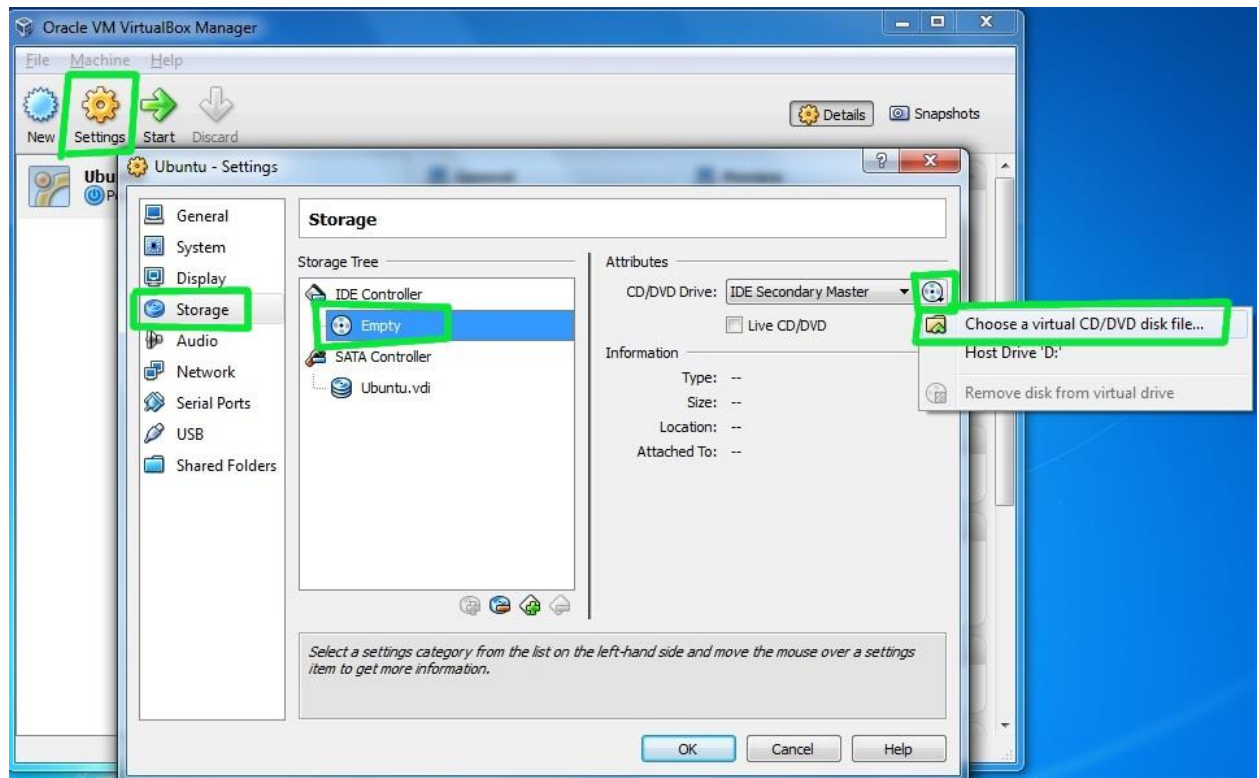 Oracle VM VirtualBox Manager
File Machine Help
New Settings Start Discard
Details Snapshots
Ubuntu - Settings
Ubu
General
System
Display
Storage
Audio
Network
Serial Ports
USB
Shared Folders
Storage
Storage Tree
IDE Controller
Empty
SATA Controller
Ubuntu.vdi
Attributes
CD/DVD Drive: IDE Secondary Master
Live CD/DVD
Information
Type: --
Size: --
Location: --
Attached To: --
Choose a virtual CD/DVD disk file...
Host Drive 'D:'
Remove disk from virtual drive
Select a settings category from the list on the left-hand side and move the mouse over a settings
item to get more information.
OK Cancel Help